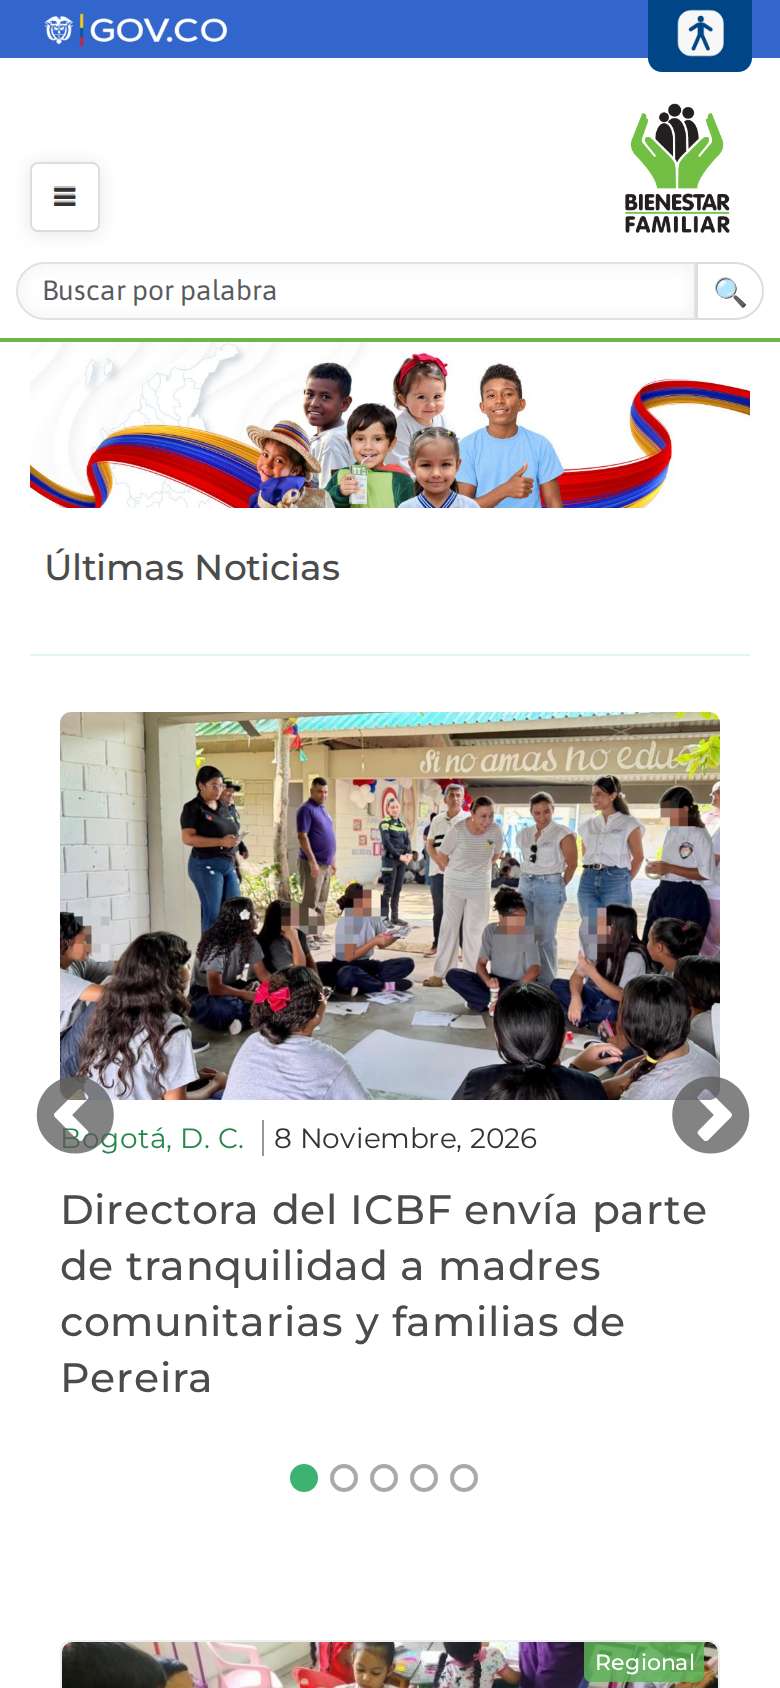 GOV.CO
BIENESTAR
FAMILIAR
Buscar por palabra
Últimas Noticias
Si no amas no edu
Bogotá, D. C.
8 Noviembre, 2026
Directora del ICBF envía parte
de tranquilidad a madres
comunitarias y familias de
Pereira
Regional